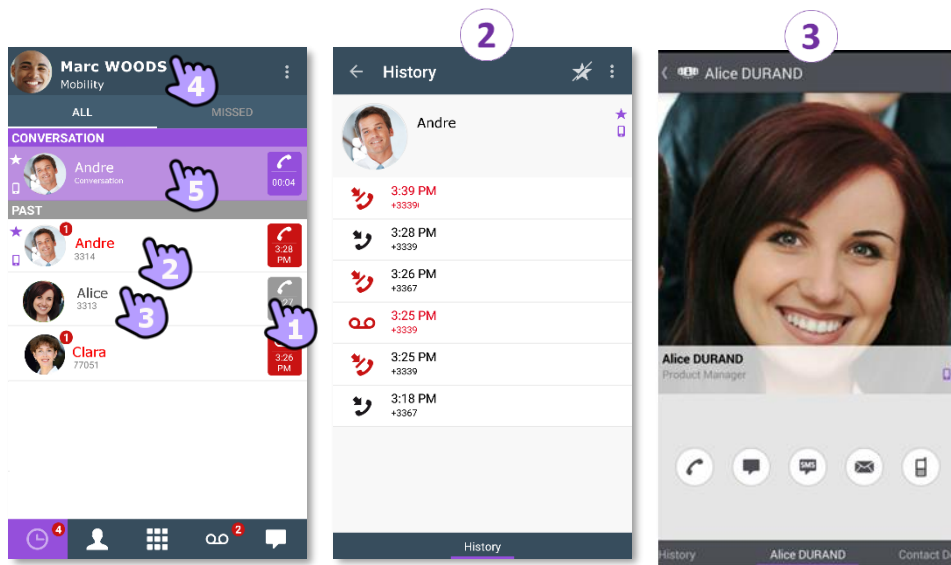 2
3
Marc WOODS
Mobility
4
ALL
MISSED
CONVERSATION
Andre
Conversation
5
00:04
PAST
1
Andre
3314
2
3:28
PM
Alice
3313
3
1
1
Clara
77051
3:26
PM
4
2
History
Andre
3:39 PM
+3339
3:28 PM
+3339
3:26 PM
+3367
3:25 PM
+3339
3:25 PM
+3339
3:18 PM
+3367
History
Alice DURAND
Alice DURAND
Product Manager
SMS
History
Alice DURAND
Contact